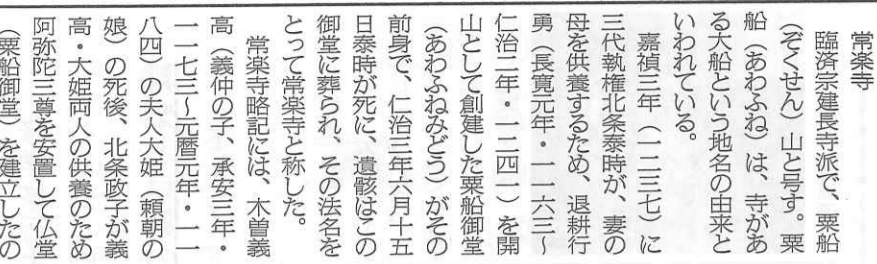 常楽寺
臨済宗建長寺派で、粟船
(ぞくせん)山と号す。粟
船(あわふね)は、寺があ
る大船という地名の由来と
いわれている。
嘉禎三年(一二三七)に
三代執権北条泰時が、妻の
母を供養するため、退耕行
勇(長寛元年・一一六三〜
仁治二年・一二四一)を開
山として創建した粟船御堂
(あわふねみどう)がその
前身で、仁治三年六月十五
日泰時が死に、遺骸はこの
御堂に葬られ、その法名を
とって常楽寺と称した。
常楽寺略記には、木曽義
高(義仲の子、承安三年・
一一七三〜元暦元年・一一
八四)の夫人大姫(頼朝の
娘)の死後、北条政子が義
高・大姫両人の供養のため
阿弥陀三尊を安置して仏堂
(粟船御堂)を建立したの